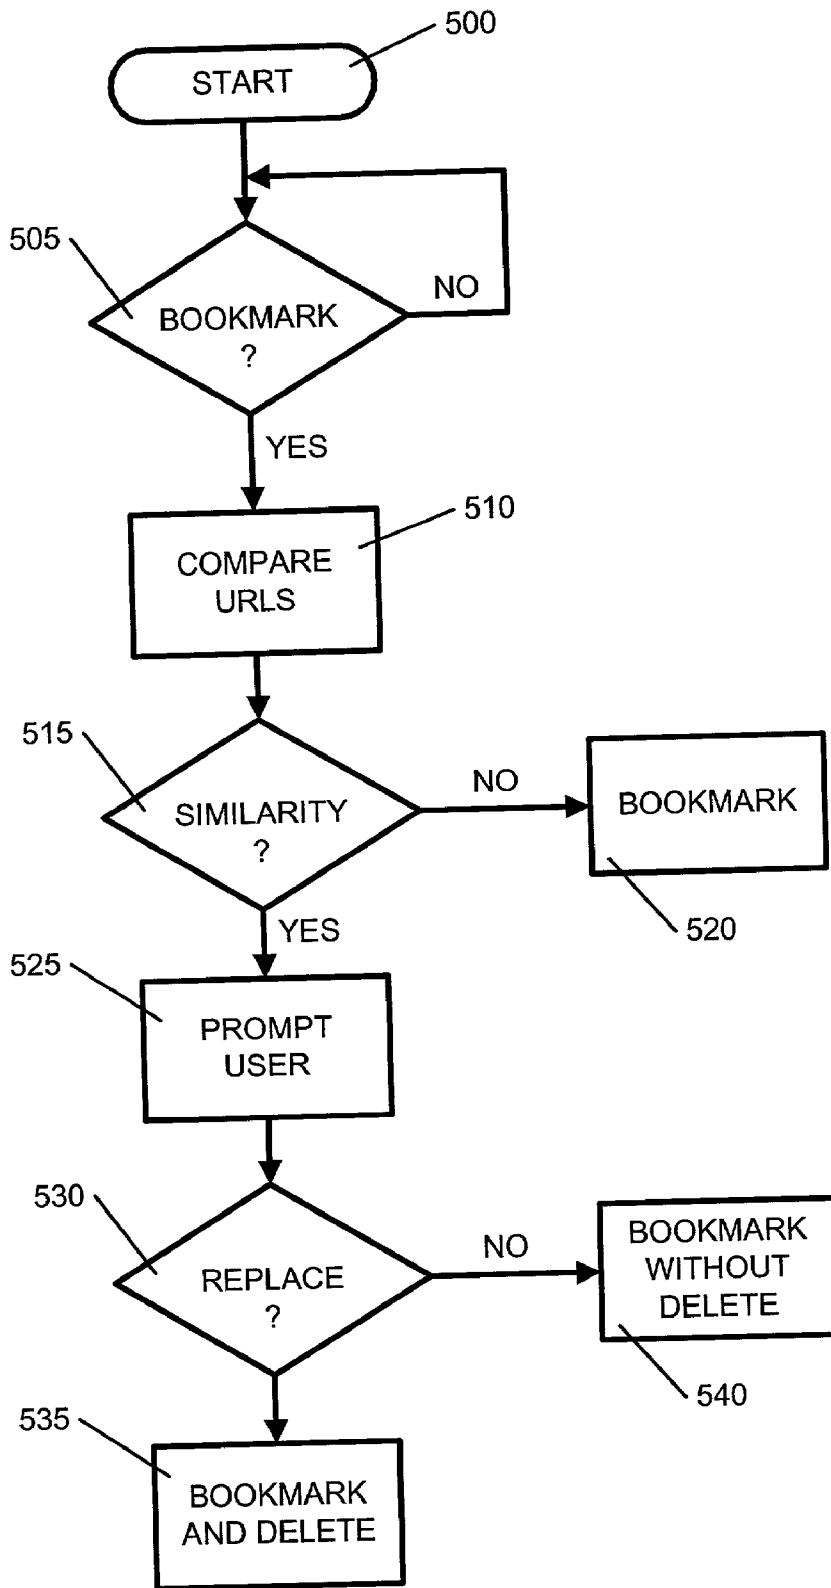 500
START
505
NO
BOOKMARK
?
YES
510
COMPARE
URLS
515
NO
SIMILARITY
?
BOOKMARK
520
YES
525
PROMPT
USER
530
NO
REPLACE
?
BOOKMARK
WITHOUT
DELETE
540
535
BOOKMARK
AND DELETE